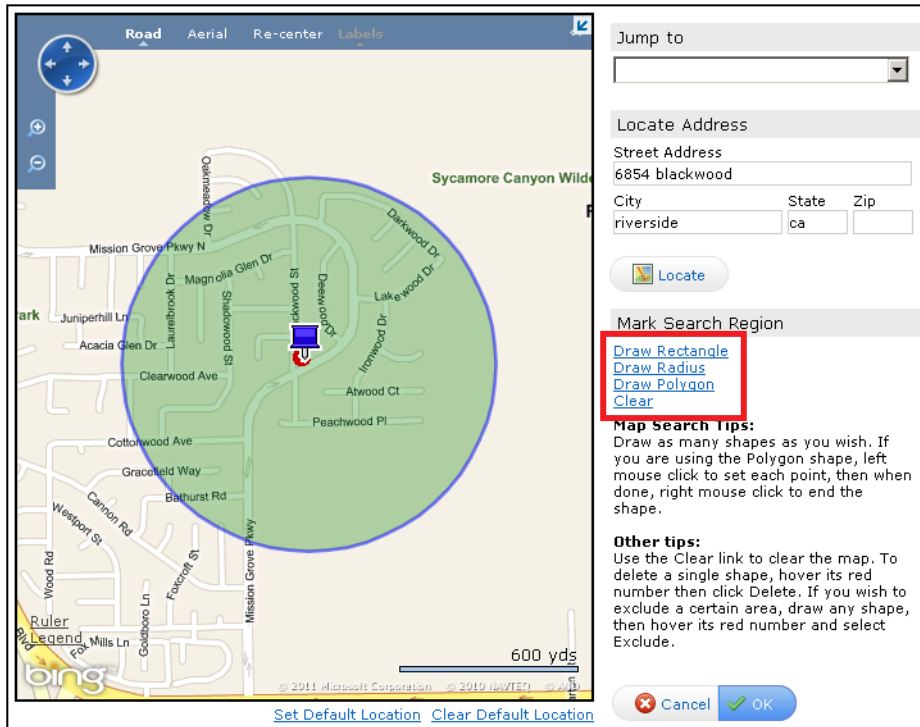 Road Aerial Re-center Labels
Oakmeadow Dr
Sycamore Canyon Wilde
Darkwood Dr
Mission Grove Pkwy N
Magnolia Glen Dr
Laurelbrook Dr
Shadowood St
ckwood St
Deerwood Dr
Lakewood Dr
Ironwood Dr
ark
Juniperhill Ln
Acacia Glen Dr
Clearwood Ave
Atwood Ct
Peachwood Pl
Cottonwood Ave
Gracefield Way
Bathurst Rd
Cannon Rd
Westport St
Wood Rd
Foxcroft St
Goldboro Ln
Mission Grove Pkwy
Ruler
Legend
Fox Mills Ln
Blvd
bing
600 yds
© 2011 Microsoft Corporation © 2010 NAVTEQ © AND
Set Default Location Clear Default Location
Jump to
Locate Address
Street Address
6854 blackwood
City State Zip
riverside ca
Locate
Mark Search Region
Draw Rectangle
Draw Radius
Draw Polygon
Clear
Map Search Tips:
Draw as many shapes as you wish. If
you are using the Polygon shape, left
mouse click to set each point, then when
done, right mouse click to end the
shape.
Other tips:
Use the Clear link to clear the map. To
delete a single shape, hover its red
number then click Delete. If you wish to
exclude a certain area, draw any shape,
then hover its red number and select
Exclude.
Cancel OK